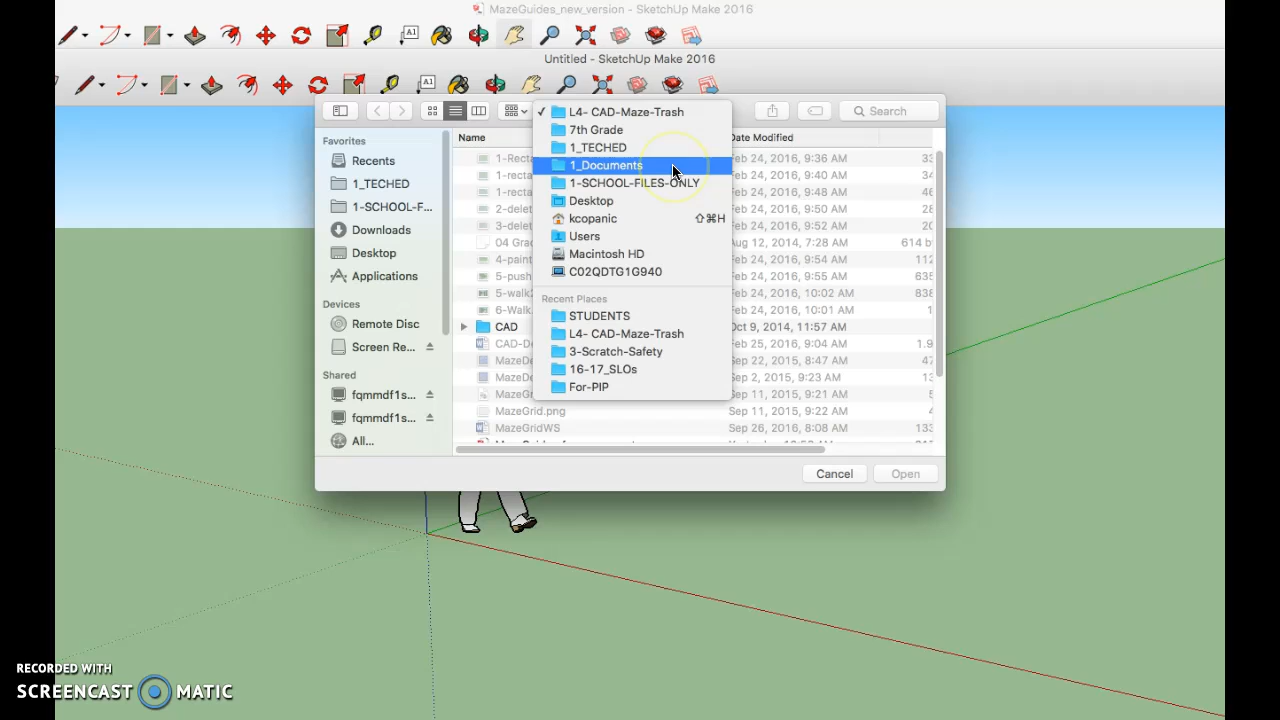 MazeGuides_new_version - SketchUp Make 2016
A1
Untitled - SketchUp Make 2016
A1
L4- CAD-Maze-Trash
7th Grade
1_TECHED
1_Documents
1-SCHOOL-FILES-ONLY
Desktop
kcopanic ⇧⌘H
Users
Macintosh HD
C02QDTG1G940
Recent Places
STUDENTS
L4- CAD-Maze-Trash
3-Scratch-Safety
16-17_SLOs
For-PIP
Search
Favorites
Recents
1_TECHED
1-SCHOOL-F...
Downloads
Desktop
Applications
Devices
Remote Disc
Screen Re...
Shared
fqmmdf1s...
fqmmdf1s...
All...
Name Date Modified
Feb 24, 2016, 9:36 AM
Feb 24, 2016, 9:40 AM
Feb 24, 2016, 9:48 AM
Feb 24, 2016, 9:50 AM
Feb 24, 2016, 9:52 AM
Aug 12, 2014, 7:28 AM
Feb 24, 2016, 9:54 AM
Feb 24, 2016, 9:55 AM
Feb 24, 2016, 10:02 AM
Feb 24, 2016, 10:02 AM
CAD Oct 9, 2014, 11:57 AM
Feb 25, 2016, 9:04 AM
Sep 22, 2015, 8:47 AM
Sep 2, 2015, 9:23 AM
Sep 11, 2015, 9:21 AM
MazeGrid.png Sep 11, 2015, 9:22 AM
MazeGridWS Sep 26, 2016, 8:08 AM
Cancel Open
RECORDED WITH
SCREENCAST MATIC